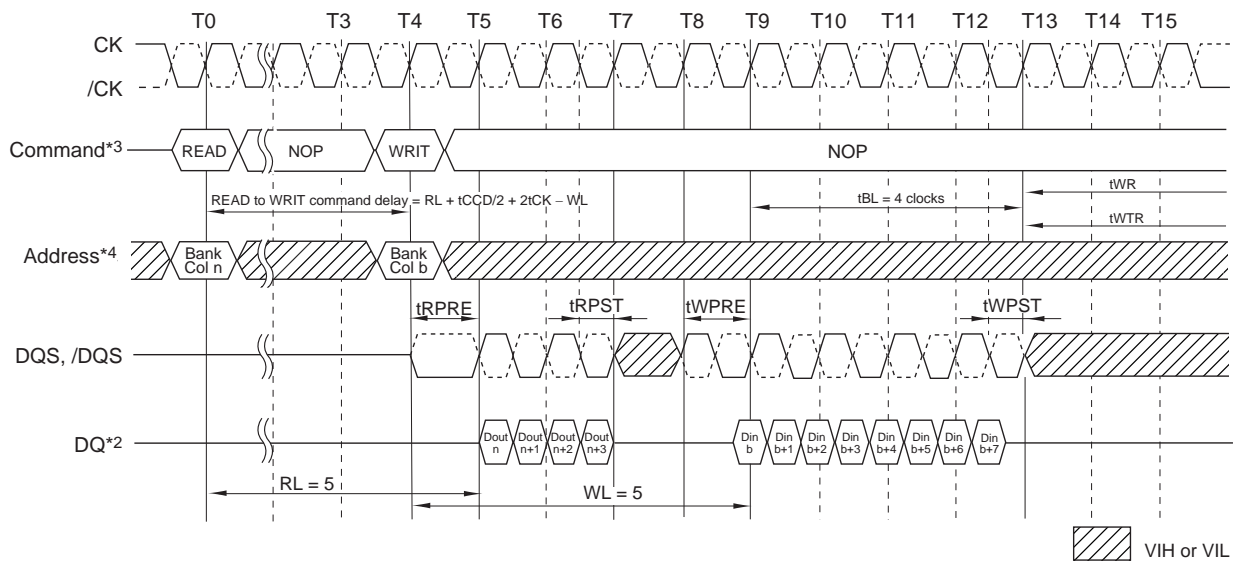 T0 T3 T4 T5 T6 T7 T8 T9 T10 T11 T12 T13 T14 T15
CK
/CK
Command*3 READ NOP WRIT NOP
READ to WRIT command delay = RL + tCCD/2 + 2tCK − WL
tBL = 4 clocks
tWR
tWTR
Address*4
Bank
Col n
Bank
Col b
tRPRE tRPST tWPRE tWPST
DQS, /DQS
DQ*2
Dout
n
Dout
n+1
Dout
n+2
Dout
n+3
Din
b
Din
b+1
Din
b+2
Din
b+3
Din
b+4
Din
b+5
Din
b+6
Din
b+7
RL = 5
WL = 5
VIH or VIL